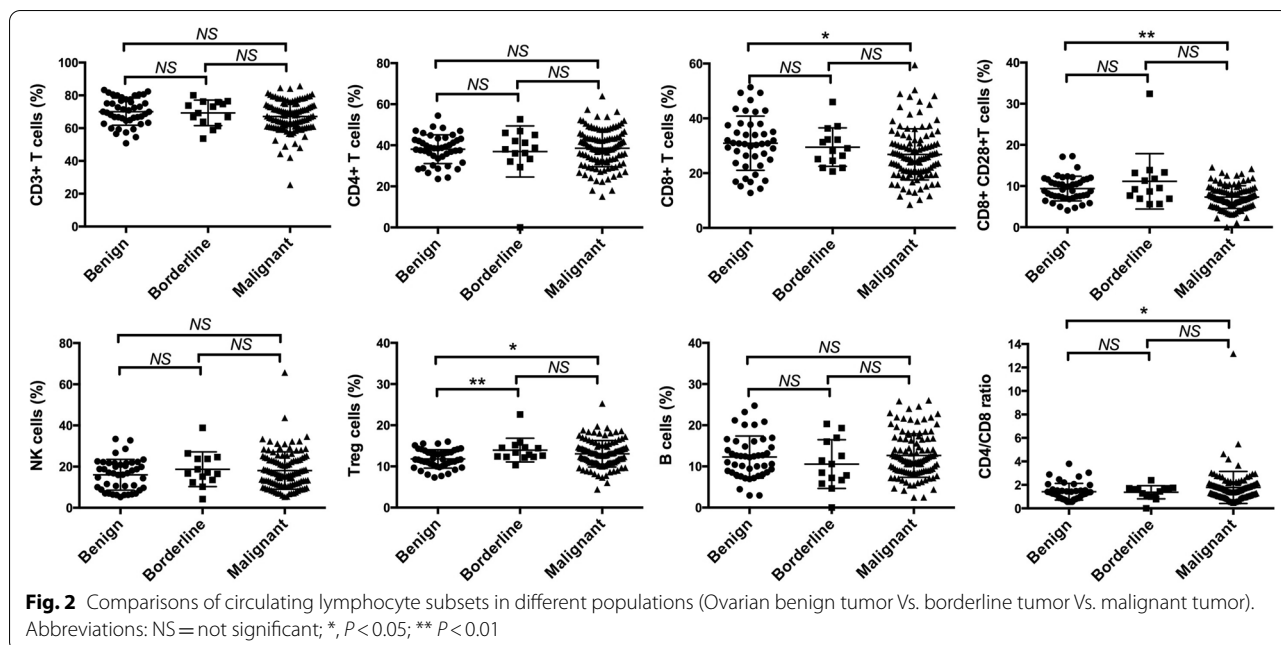 NS
NS NS
CD3+ T cells (%)
100
80
60
40
20
0
Benign
Borderline
Malignant
NS
NS NS
CD4+ T cells (%)
80
60
40
20
0
Benign
Borderline
Malignant
*
NS NS
CD8+ T cells (%)
60
40
20
0
Benign
Borderline
Malignant
**
NS NS
CD8+ CD28+T cells (%)
40
30
20
10
0
Benign
Borderline
Malignant
NS
NS NS
NK cells (%)
80
60
40
20
0
Benign
Borderline
Malignant
*
** NS
Treg cells (%)
40
30
20
10
0
Benign
Borderline
Malignant
NS
NS NS
B cells (%)
40
30
20
10
0
Benign
Borderline
Malignant
*
NS NS
CD4/CD8 ratio
14
12
10
8
6
4
2
0
Benign
Borderline
Malignant
Fig. 2 Comparisons of circulating lymphocyte subsets in different populations (Ovarian benign tumor Vs. borderline tumor Vs. malignant tumor).
Abbreviations: NS = not significant; *, P < 0.05; ** P < 0.01